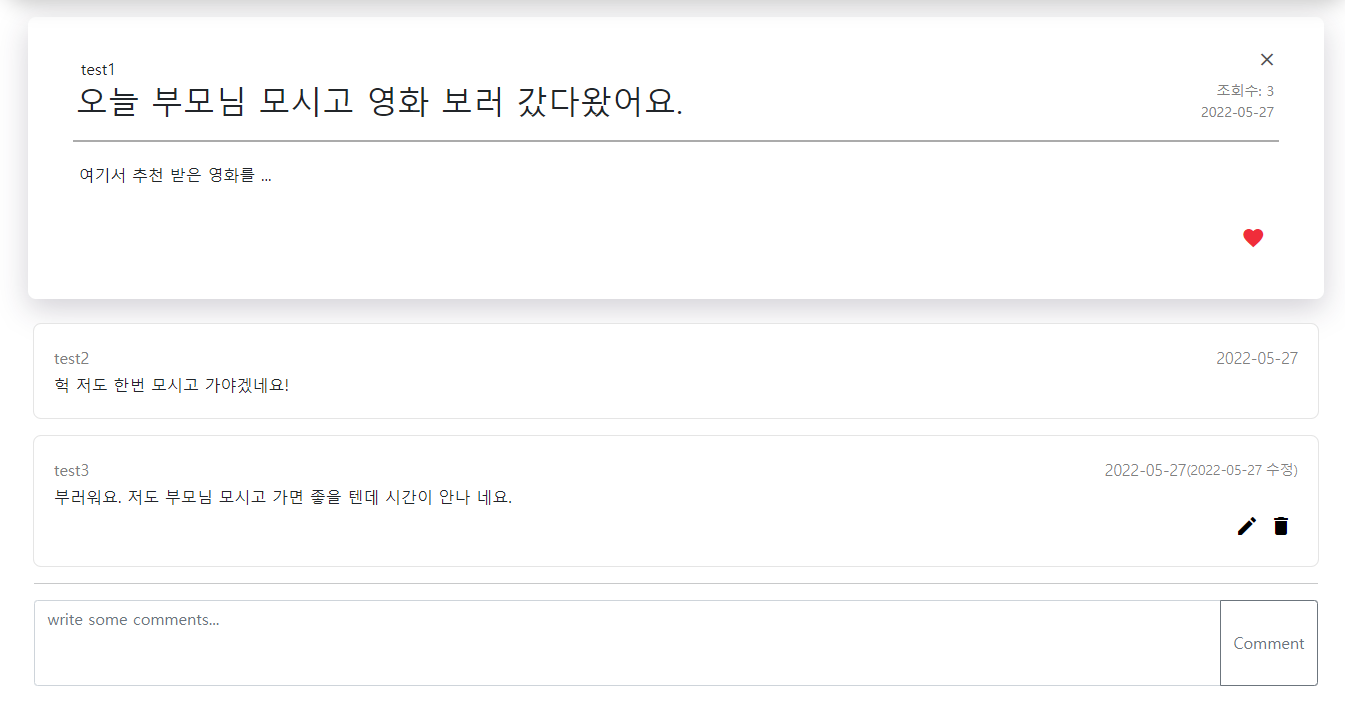 test1
오늘 부모님 모시고 영화 보러 갔다왔어요.
조회수: 3
2022-05-27
여기서 추천 받은 영화를 ...
test2
2022-05-27
헉 저도 한번 모시고 가야겠네요!
test3
2022-05-27(2022-05-27 수정)
부러워요. 저도 부모님 모시고 가면 좋을 텐데 시간이 안나 네요.
write some comments...
Comment